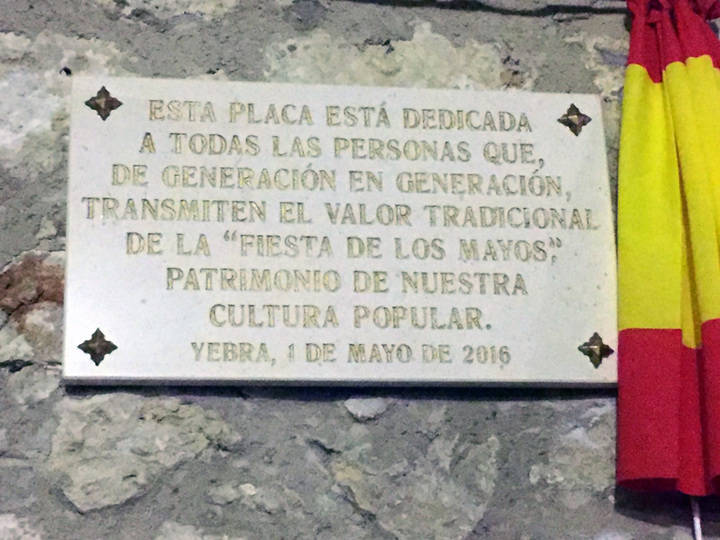 ESTA PLACA ESTÁ DEDICADA
A TODAS LAS PERSONAS QUE,
DE GENERACIÓN EN GENERACIÓN,
TRANSMITEN EL VALOR TRADICIONAL
DE LA “FIESTA DE LOS MAYOS”,
PATRIMONIO DE NUESTRA
CULTURA POPULAR.
YEBRA, 1 DE MAYO DE 2016